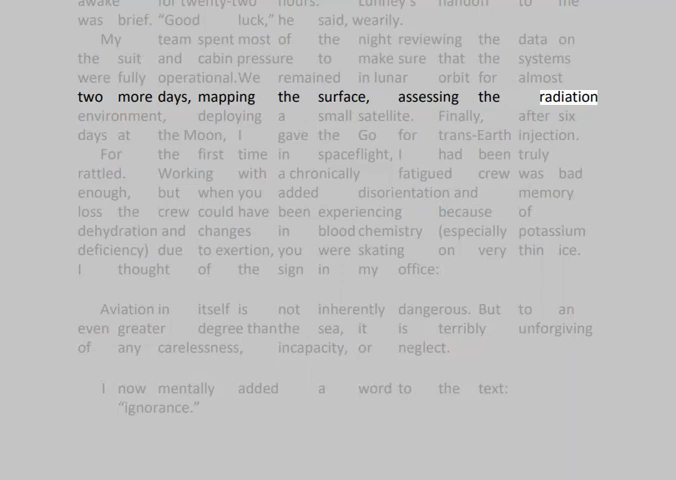 awake for twenty-two hours. Lunney's handoff to me
was brief. “Good luck,” he said, wearily.
My team spent most of the night reviewing the data on
the suit and cabin pressure to make sure that the systems
were fully operational.We remained in lunar orbit for almost
two more days, mapping the surface, assessing the radiation
environment, deploying a small satellite. Finally, after six
days at the Moon, I gave the Go for trans-Earth injection.
For the first time in spaceflight, I had been truly
rattled. Working with a chronically fatigued crew was bad
enough, but when you added disorientation and memory
loss the crew could have been experiencing because of
dehydration and changes in blood chemistry (especially potassium
deficiency) due to exertion, you were skating on very thin ice.
I thought of the sign in my office:
Aviation in itself is not inherently dangerous. But to an
even greater degree thanthe sea, it is terribly unforgiving
of any carelessness, incapacity, or neglect.
I now mentally added a word to the text:
“ignorance.”